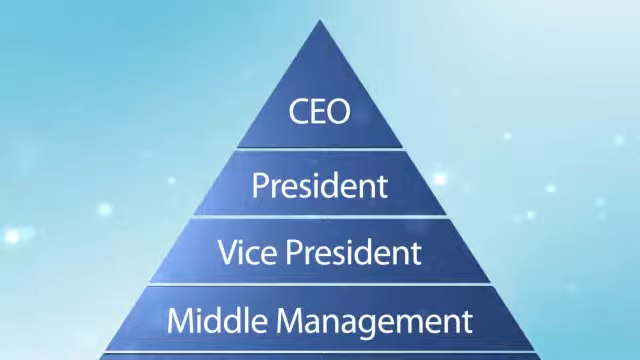 CEO
President
Vice President
Middle Management